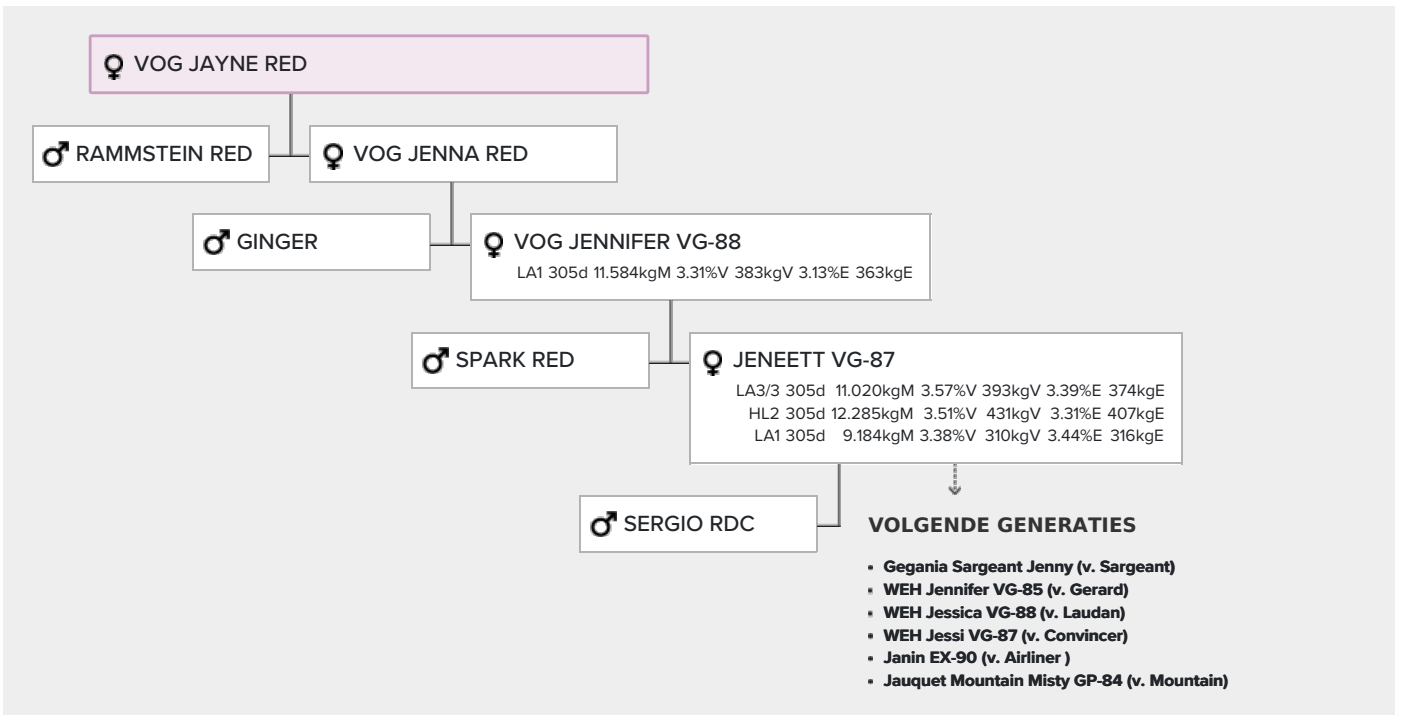 VOG JAYNE RED
RAMMSTEIN RED
VOG JENNA RED
GINGER
VOG JENNIFER VG-88
LA1 305d 11.584kgM 3.31%V 383kgV 3.13%E 363kgE
SPARK RED
JENEETT VG-87
LA3/3 305d 11.020kgM 3.57%V 393kgV 3.39%E 374kgE
HL2 305d 12.285kgM 3.51%V 431kgV 3.31%E 407kgE
LA1 305d 9.184kgM 3.38%V 310kgV 3.44%E 316kgE
SERGIO RDC
VOLGENDE GENERATIES
Gegania Sargeant Jenny (v. Sargeant)
WEH Jennifer VG-85 (v. Gerard)
WEH Jessica VG-88 (v. Laudan)
WEH Jessi VG-87 (v. Convincer)
Janin EX-90 (v. Airliner )
Jauquet Mountain Misty GP-84 (v. Mountain)